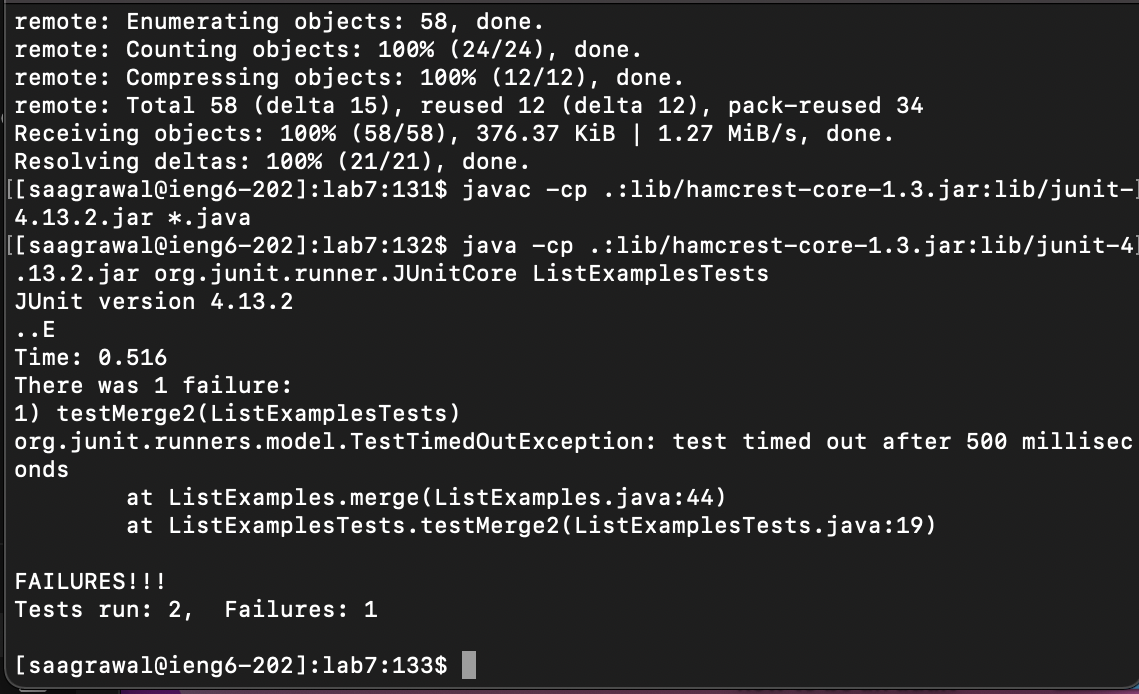 remote: Enumerating objects: 58, done.
remote: Counting objects: 100% (24/24), done.
remote: Compressing objects: 100% (12/12), done.
remote: Total 58 (delta 15), reused 12 (delta 12), pack-reused 34
Receiving objects: 100% (58/58), 376.37 KiB | 1.27 MiB/s, done.
Resolving deltas: 100% (21/21), done.
[[saagrawal@ieng6-202]:lab7:131$ javac -cp .:lib/hamcrest-core-1.3.jar:lib/junit-]
4.13.2.jar *.java
[[saagrawal@ieng6-202]:lab7:132$ java -cp .:lib/hamcrest-core-1.3.jar:lib/junit-4]
.13.2.jar org.junit.runner.JUnitCore ListExamplesTests
JUnit version 4.13.2
..E
Time: 0.516
There was 1 failure:
1) testMerge2(ListExamplesTests)
org.junit.runners.model.TestTimedOutException: test timed out after 500 millisec
onds
        at ListExamples.merge(ListExamples.java:44)
        at ListExamplesTests.testMerge2(ListExamplesTests.java:19)
FAILURES!!!
Tests run: 2,  Failures: 1
[saagrawal@ieng6-202]:lab7:133$